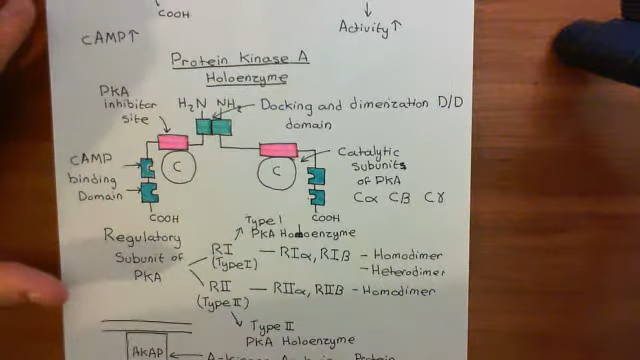 COOH
cAMP↑
Activity↑
Protein Kinase A
Holoenzyme
PKA
inhibitor
site
H₂N NH₂
Docking and dimerization D/D
domain
cAMP
binding
Domain
C
C
Catalytic
subunits
of PKA
Cα Cβ Cγ
COOH
COOH
Regulatory
Subunit of
PKA
Type I
PKA Holoenzyme
RI
(Type I)
RIα, RIβ - Homodimer
- Heterodimer
RII
(Type II)
RIIα, RIIβ - Homodimer
Type II
PKA Holoenzyme
AKAP